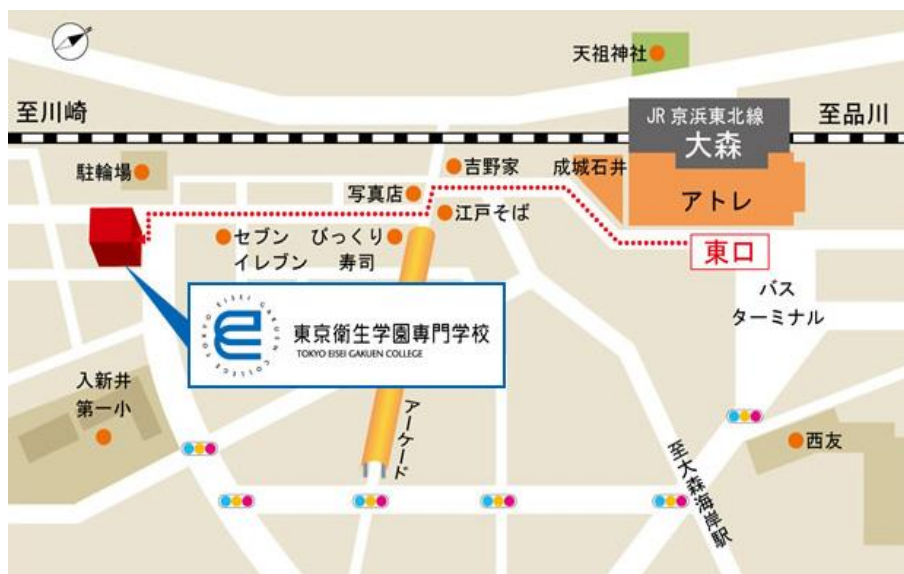 天祖神社
至川崎
JR 京浜東北線
大森
至品川
駐輪場
吉野家
成城石井
写真店
アトレ
江戸そば
セブン びっくり
イレブン 寿司
東口
バス
ターミナル
TOKYO EISEI GAKUEN COLLEGE
東京衛生学園専門学校
TOKYO EISEI GAKUEN COLLEGE
入新井
第一小
アーケード
西友
至大森海岸駅